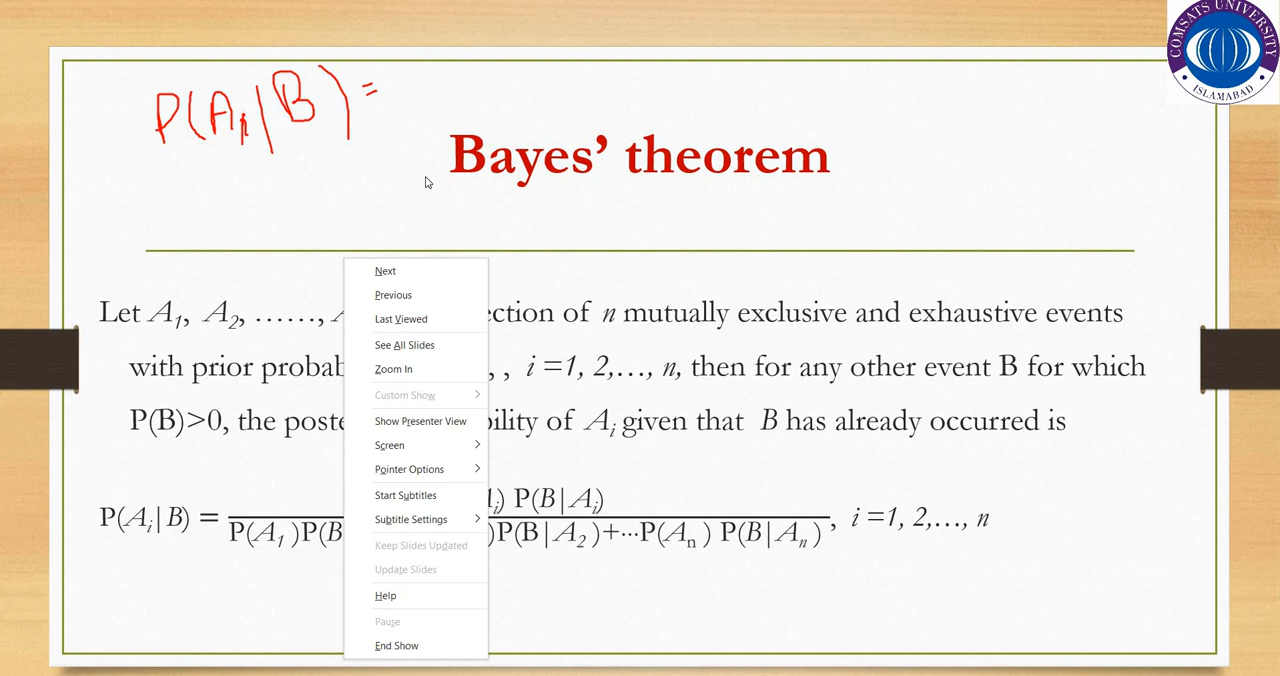 COMSATS UNIVERSITY
ISLAMABAD
P(A₁|B) =
Bayes’ theorem
Let A₁, A₂, ……, ection of n mutually exclusive and exhaustive events
with prior probab , , i =1, 2,…, n, then for any other event B for which
P(B)>0, the poste bility of Aᵢ given that B has already occurred is
P(Aᵢ|B) = ᵢ) P(B|Aᵢ) / P(A₁)P(B )P(B|A₂)+···P(Aₙ) P(B|Aₙ) , i =1, 2,…, n
Next
Previous
Last Viewed
See All Slides
Zoom In
Custom Show
Show Presenter View
Screen
Pointer Options
Start Subtitles
Subtitle Settings
Keep Slides Updated
Update Slides
Help
Pause
End Show